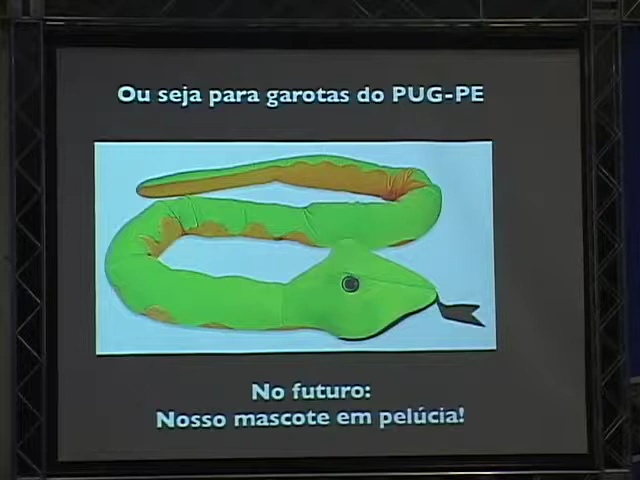 Ou seja para garotas do PUG-PE
No futuro:
Nosso mascote em pelúcia!